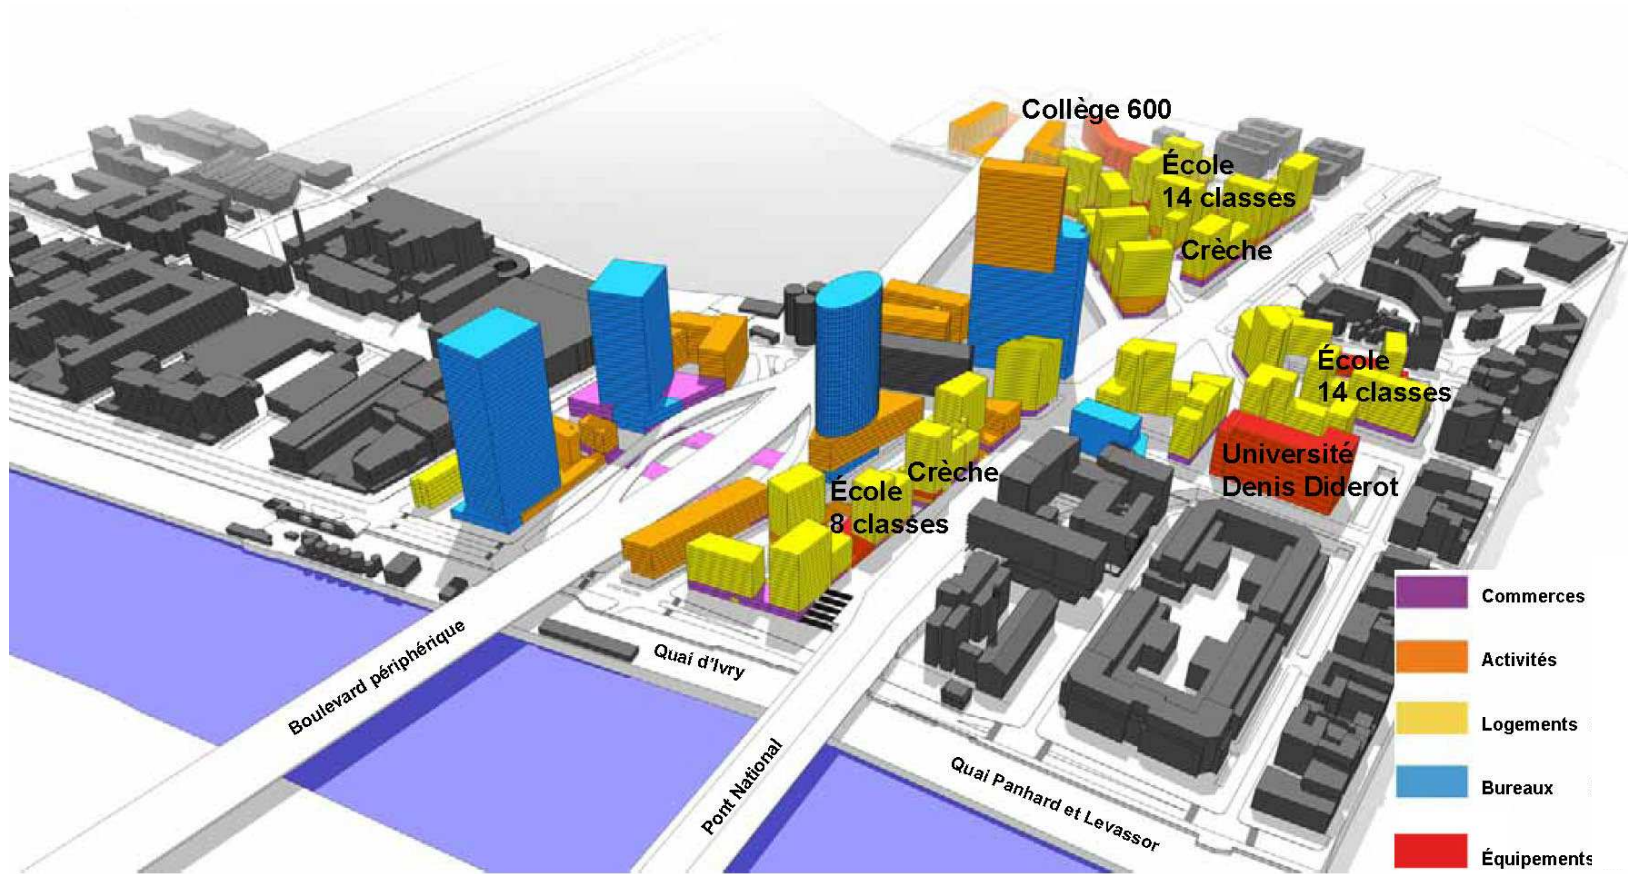 Collège 600
École
14 classes
Crèche
École
14 classes
Université
Denis Diderot
Crèche
École
8 classes
Boulevard périphérique
Quai d'Ivry
Pont National
Quai Panhard et Levassor
Commerces
Activités
Logements
Bureaux
Équipements